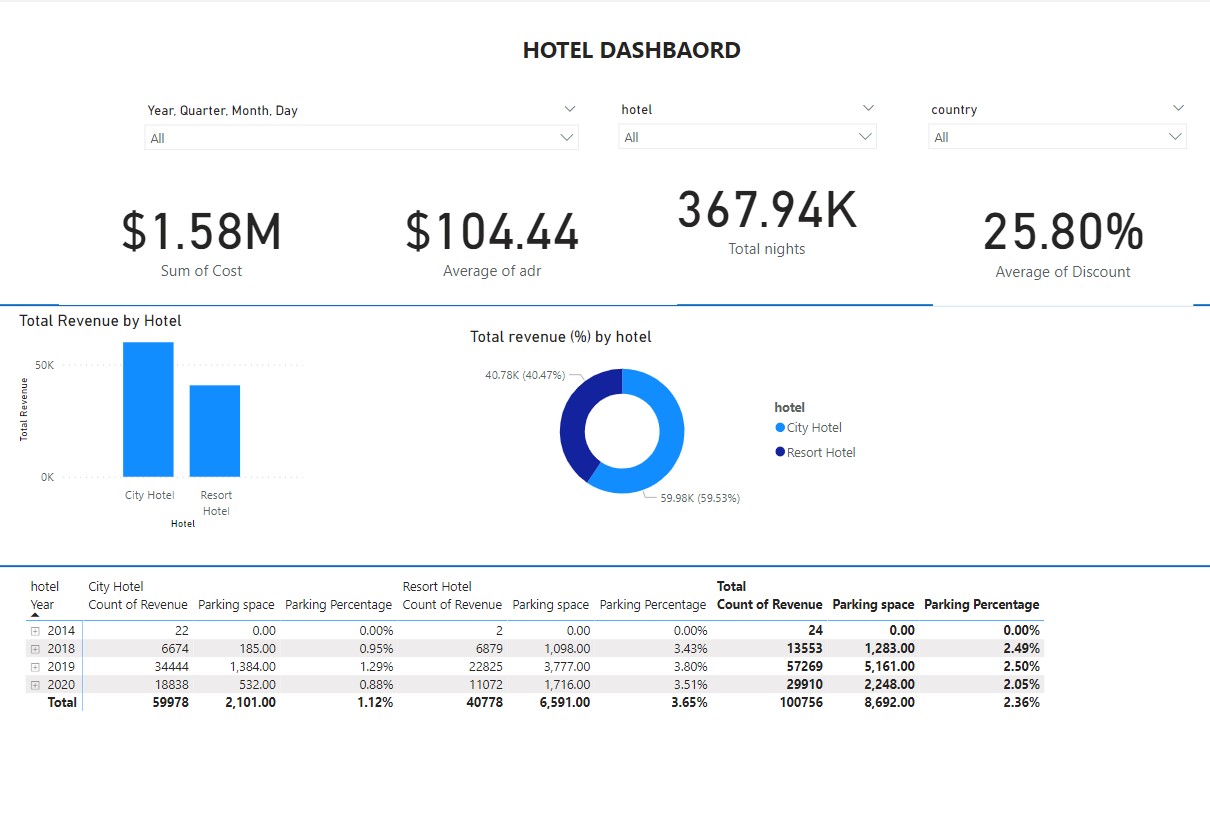 HOTEL DASHBAORD
Year, Quarter, Month, Day
All
hotel
All
country
All
$1.58M
Sum of Cost
$104.44
Average of adr
367.94K
Total nights
25.80%
Average of Discount
Total Revenue by Hotel
Total Revenue
50K
0K
City Hotel
Resort
Hotel
Hotel
Total revenue (%) by hotel
40.78K (40.47%)
59.98K (59.53%)
hotel
City Hotel
Resort Hotel
hotel City Hotel Resort Hotel Total
Year Count of Revenue Parking space Parking Percentage Count of Revenue Parking space Parking Percentage Count of Revenue Parking space Parking Percentage
2014 22 0.00 0.00% 2 0.00 0.00% 24 0.00 0.00%
2018 6674 185.00 0.95% 6879 1,098.00 3.43% 13553 1,283.00 2.49%
2019 34444 1,384.00 1.29% 22825 3,777.00 3.80% 57269 5,161.00 2.50%
2020 18838 532.00 0.88% 11072 1,716.00 3.51% 29910 2,248.00 2.05%
Total 59978 2,101.00 1.12% 40778 6,591.00 3.65% 100756 8,692.00 2.36%